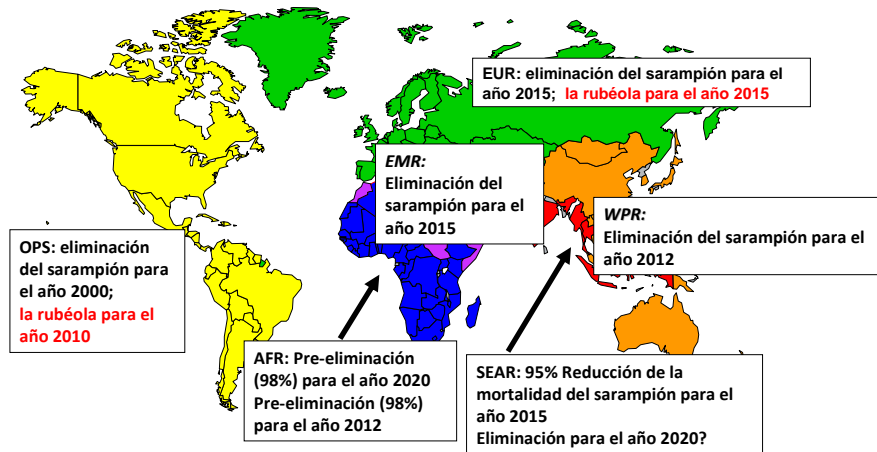 EUR: eliminación del sarampión para el
año 2015; la rubéola para el año 2015
EMR:
Eliminación del
sarampión para el
año 2015
WPR:
Eliminación del sarampión para el
año 2012
OPS: eliminación
del sarampión para
el año 2000;
la rubéola para el
año 2010
AFR: Pre-eliminación
(98%) para el año 2020
Pre-eliminación (98%)
para el año 2012
SEAR: 95% Reducción de la
mortalidad del sarampión para el
año 2015
Eliminación para el año 2020?